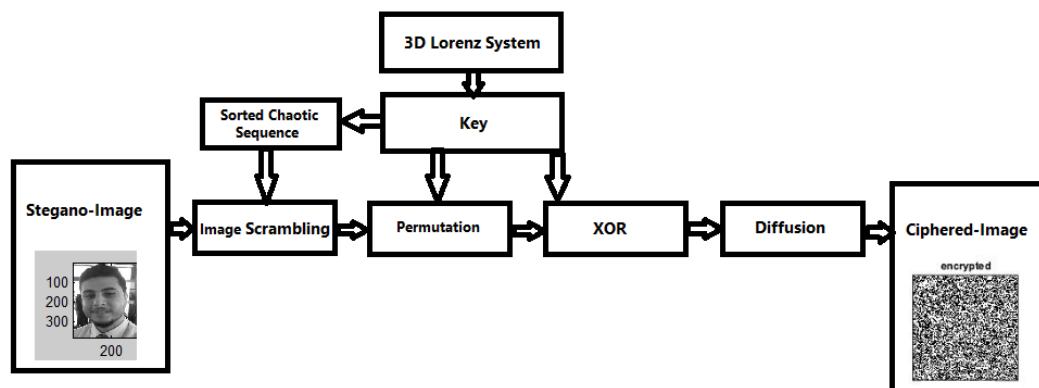 3D Lorenz System
Sorted Chaotic
Sequence
Key
Stegano-Image
Image Scrambling
Permutation
XOR
Diffusion
Ciphered-Image
100
200
300
200
encrypted